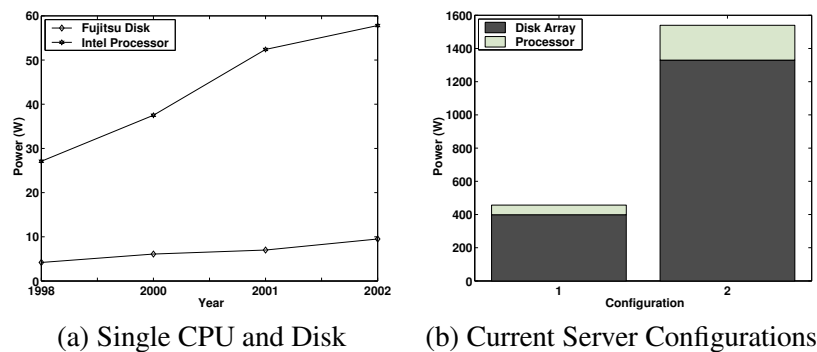 60
50
40
30
20
10
0
Power (W)
Fujitsu Disk
Intel Processor
1998 2000 2001 2002
Year
(a) Single CPU and Disk
1600
1400
1200
1000
800
600
400
200
0
Power (W)
Disk Array
Processor
1 2
Configuration
(b) Current Server Configurations